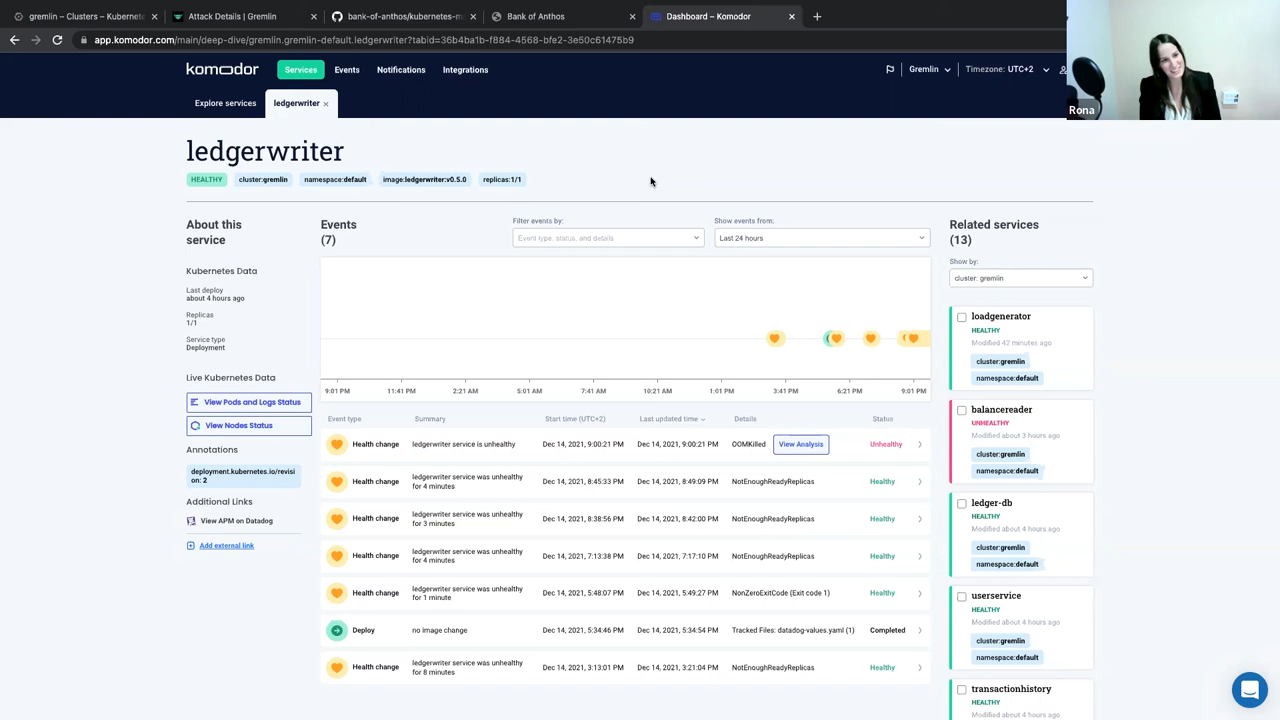 gremlin – Clusters – Kubernet
Attack Details | Gremlin
bank-of-anthos/kubernetes-m
Bank of Anthos
Dashboard – Komodor
app.komodor.com/main/deep-dive/gremlin.gremlin-default.ledgerwriter?tabid=36b4a1b-f884-4568-bfe2-3e50c61475b9
komodor
Services
Events
Notifications
Integrations
Gremlin
Timezone: UTC+2
Rona
Explore services
ledgerwriter
ledgerwriter
HEALTHY
cluster:gremlin
namespace:default
image:ledgerwriter:v0.5.0
replicas:1/1
About this
service
Kubernetes Data
Last deploy
about 4 hours ago
Replicas
1/1
Service type
Deployment
Live Kubernetes Data
View Pods and Logs Status
View Nodes Status
Annotations
deployment.kubernetes.io/revisi
on: 2
Additional Links
View APM on Datadog
Add external link
Events
(7)
Filter events by:
Event type, status, and details
Show events from:
Last 24 hours
9:01 PM 11:41 PM 2:21 AM 5:01 AM 7:41 AM 10:21 AM 1:01 PM 3:41 PM 6:21 PM 9:01 PM
Event type Summary Start time (UTC+2) Last updated time Details Status
Health change ledgerwriter service is unhealthy Dec 14, 2021, 9:00:21 PM Dec 14, 2021, 9:00:21 PM OOMKilled View Analysis Unhealthy
Health change ledgerwriter service was unhealthy
for 4 minutes Dec 14, 2021, 8:45:33 PM Dec 14, 2021, 8:49:09 PM NotEnoughReadyReplicas Healthy
Health change ledgerwriter service was unhealthy
for 3 minutes Dec 14, 2021, 8:38:56 PM Dec 14, 2021, 8:42:00 PM NotEnoughReadyReplicas Healthy
Health change ledgerwriter service was unhealthy
for 4 minutes Dec 14, 2021, 7:13:38 PM Dec 14, 2021, 7:17:10 PM NotEnoughReadyReplicas Healthy
Health change ledgerwriter service was unhealthy
for 1 minute Dec 14, 2021, 5:48:07 PM Dec 14, 2021, 5:49:27 PM NonZeroExitCode (Exit code 1) Healthy
Deploy no image change Dec 14, 2021, 5:34:46 PM Dec 14, 2021, 5:34:54 PM Tracked Files: datadog-values.yaml (1) Completed
Health change ledgerwriter service was unhealthy
for 8 minutes Dec 14, 2021, 3:13:01 PM Dec 14, 2021, 3:21:04 PM NotEnoughReadyReplicas Healthy
Related services
(13)
Show by:
cluster: gremlin
loadgenerator
HEALTHY
Modified 42 minutes ago
cluster:gremlin
namespace:default
balancereader
UNHEALTHY
Modified about 3 hours ago
cluster:gremlin
namespace:default
ledger-db
HEALTHY
Modified about 4 hours ago
cluster:gremlin
namespace:default
userservice
HEALTHY
Modified about 4 hours ago
cluster:gremlin
namespace:default
transactionhistory
HEALTHY
Modified about 4 hours ago